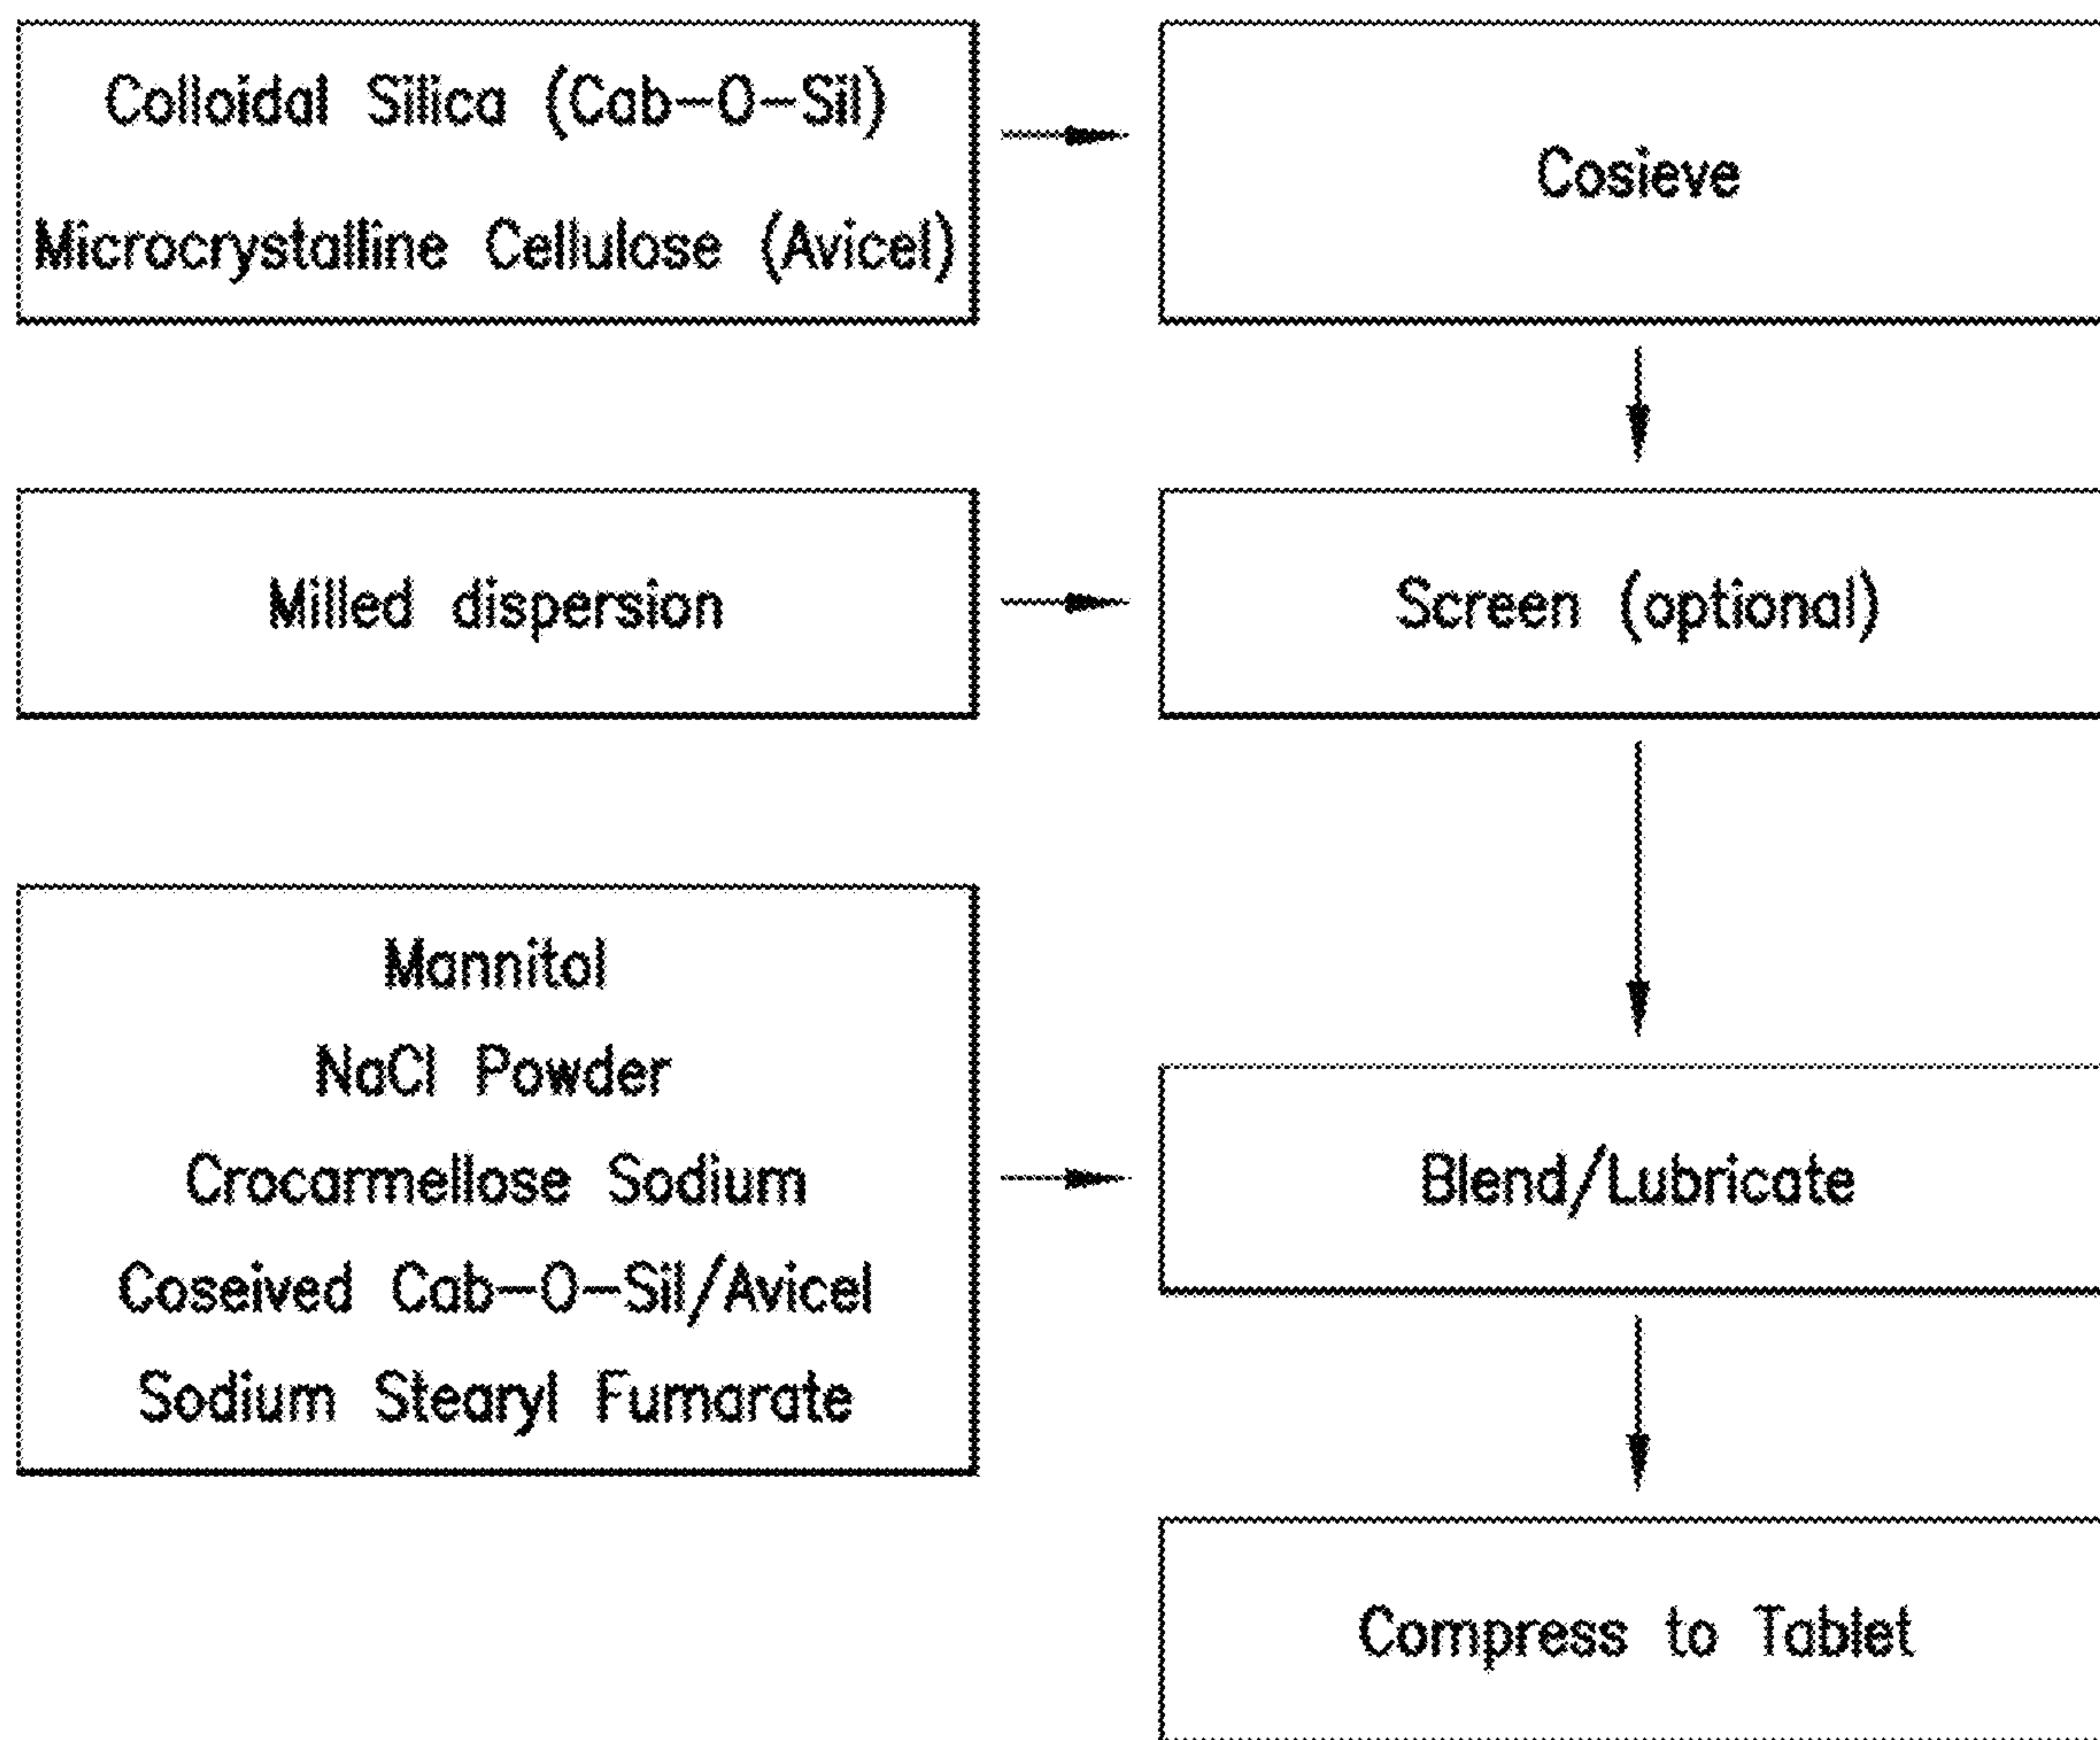 Colloidal Silica (Cab-O-Sil)
Microcrystalline Cellulose (Avicel)
Cosieve
Milled dispersion
Screen (optional)
Mannitol
NaCl Powder
Crocarmellose Sodium
Coseived Cab-O-Sil/Avicel
Sodium Stearyl Fumarate
Blend/Lubricate
Compress to Tablet